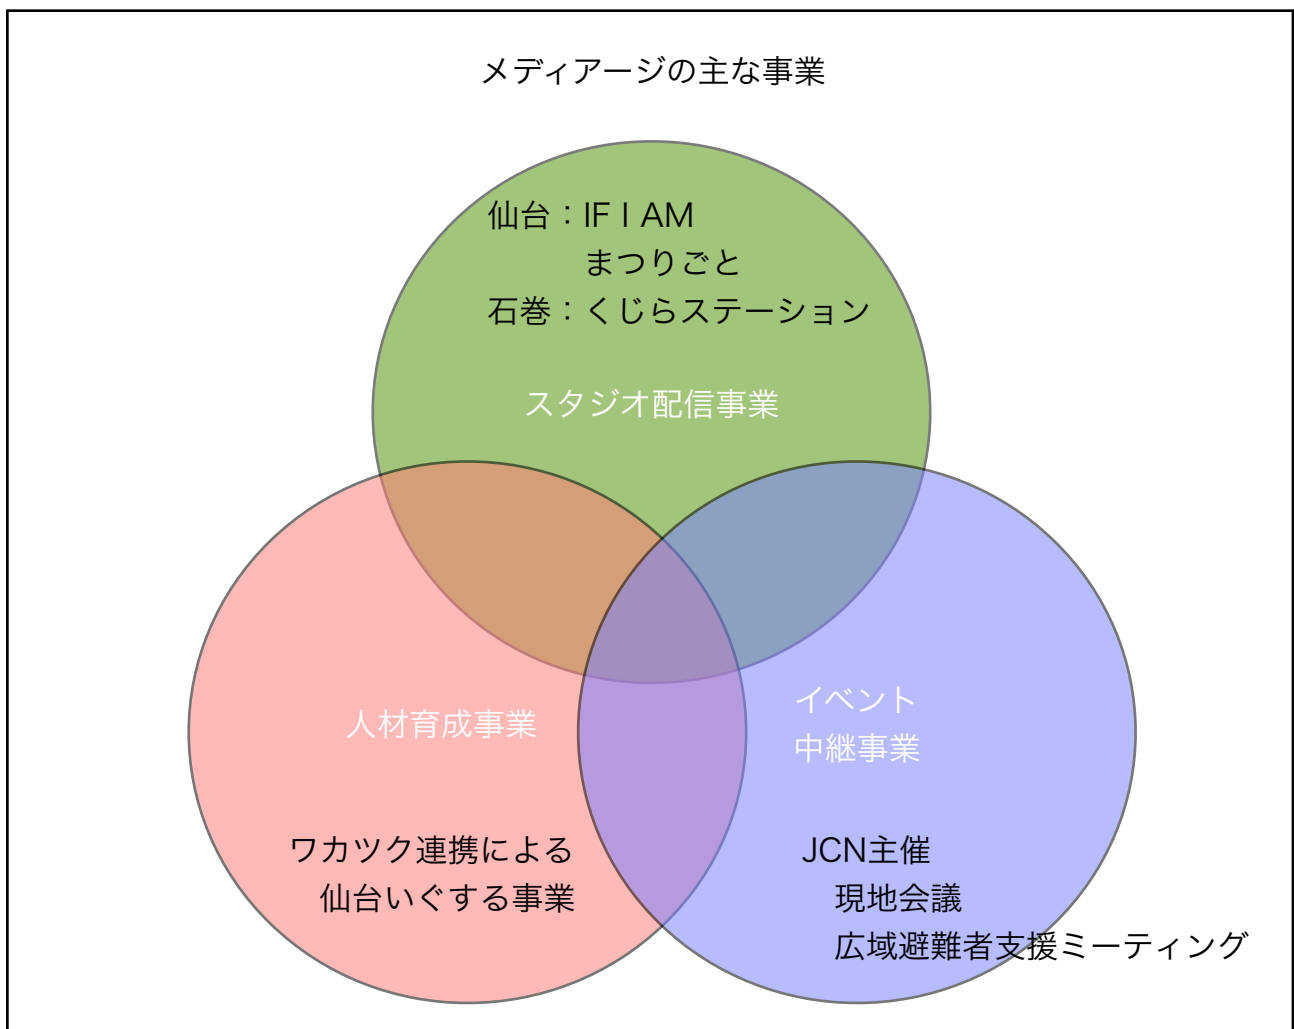 メディアージの主な事業
仙台：IF I AM
まつりごと
石巻：くじらステーション
スタジオ配信事業
人材育成事業
イベント
中継事業
ワカツク連携による
仙台いぐする事業
JCN主催
現地会議
広域避難者支援ミーティング